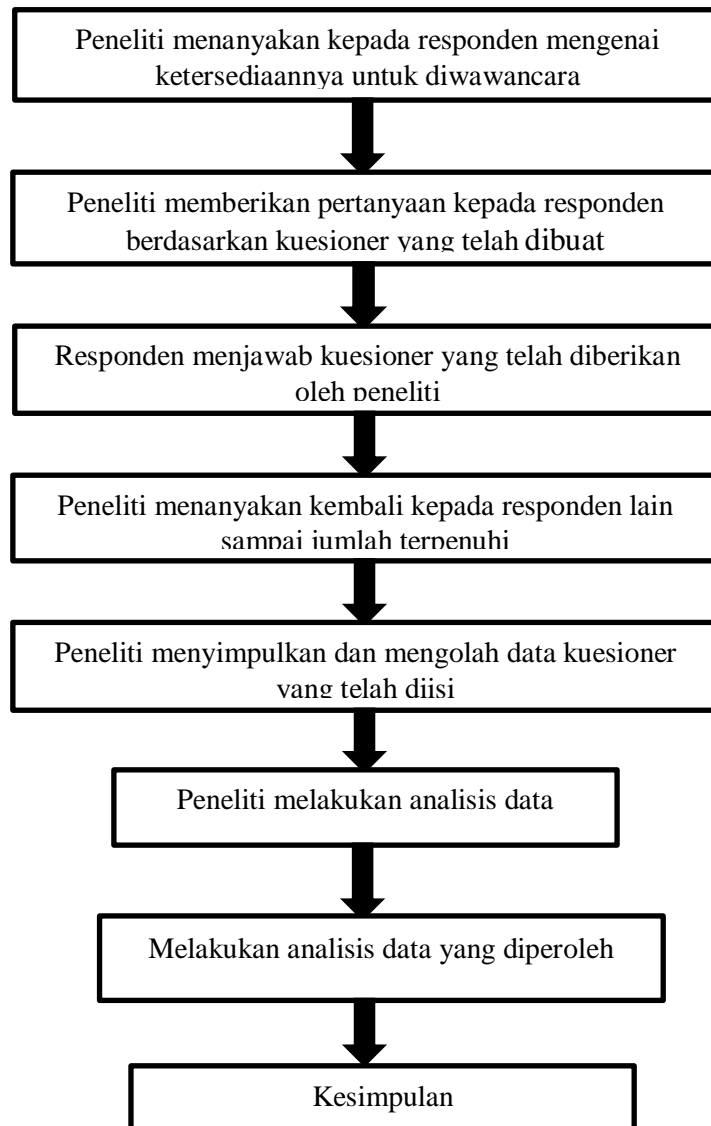 Peneliti menanyakan kepada responden mengenai
ketersediaannya untuk diwawancara
Peneliti memberikan pertanyaan kepada responden
berdasarkan kuesioner yang telah dibuat
Responden menjawab kuesioner yang telah diberikan
oleh peneliti
Peneliti menanyakan kembali kepada responden lain
sampai jumlah terpenuhi
Peneliti menyimpulkan dan mengolah data kuesioner
yang telah diisi
Peneliti melakukan analisis data
Melakukan analisis data yang diperoleh
Kesimpulan